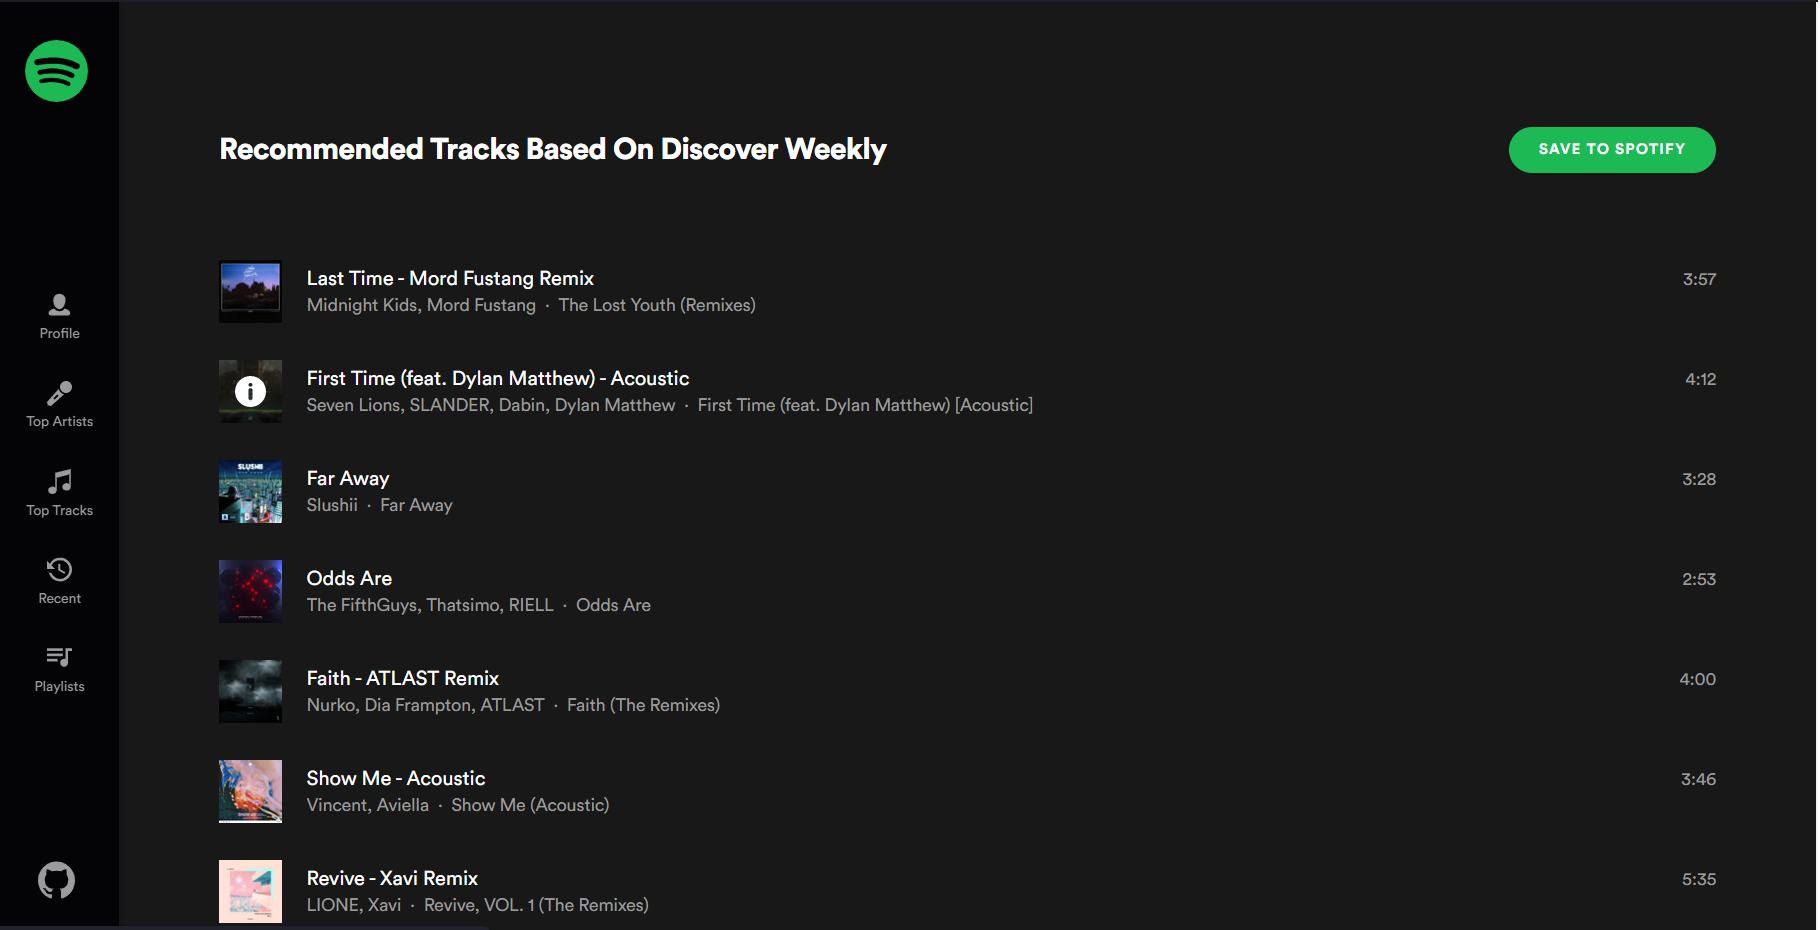 Recommended Tracks Based On Discover Weekly
SAVE TO SPOTIFY
Profile
Top Artists
Top Tracks
Recent
Playlists
Last Time - Mord Fustang Remix
3:57
Midnight Kids, Mord Fustang · The Lost Youth (Remixes)
First Time (feat. Dylan Matthew) - Acoustic
4:12
Seven Lions, SLANDER, Dabin, Dylan Matthew · First Time (feat. Dylan Matthew) [Acoustic]
SLUSHII
Far Away
3:28
Slushii · Far Away
Odds Are
2:53
The FifthGuys, Thatsimo, RIELL · Odds Are
Faith - ATLAST Remix
4:00
Nurko, Dia Frampton, ATLAST · Faith (The Remixes)
Show Me - Acoustic
3:46
Vincent, Aviella · Show Me (Acoustic)
Revive - Xavi Remix
5:35
LIONE, Xavi · Revive, VOL. 1 (The Remixes)